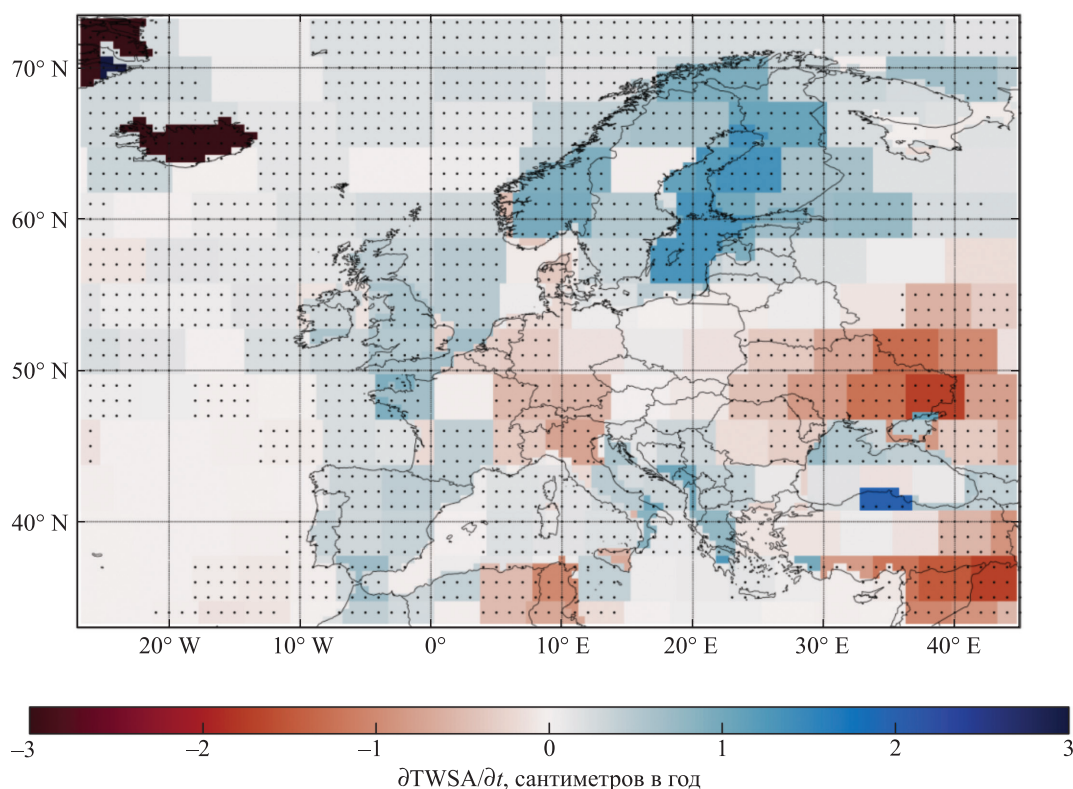 70° N
60° N
50° N
40° N
20° W 10° W 0° 10° E 20° E 30° E 40° E
–3 –2 –1 0 1 2 3
∂TWSA/∂t, сантиметров в год